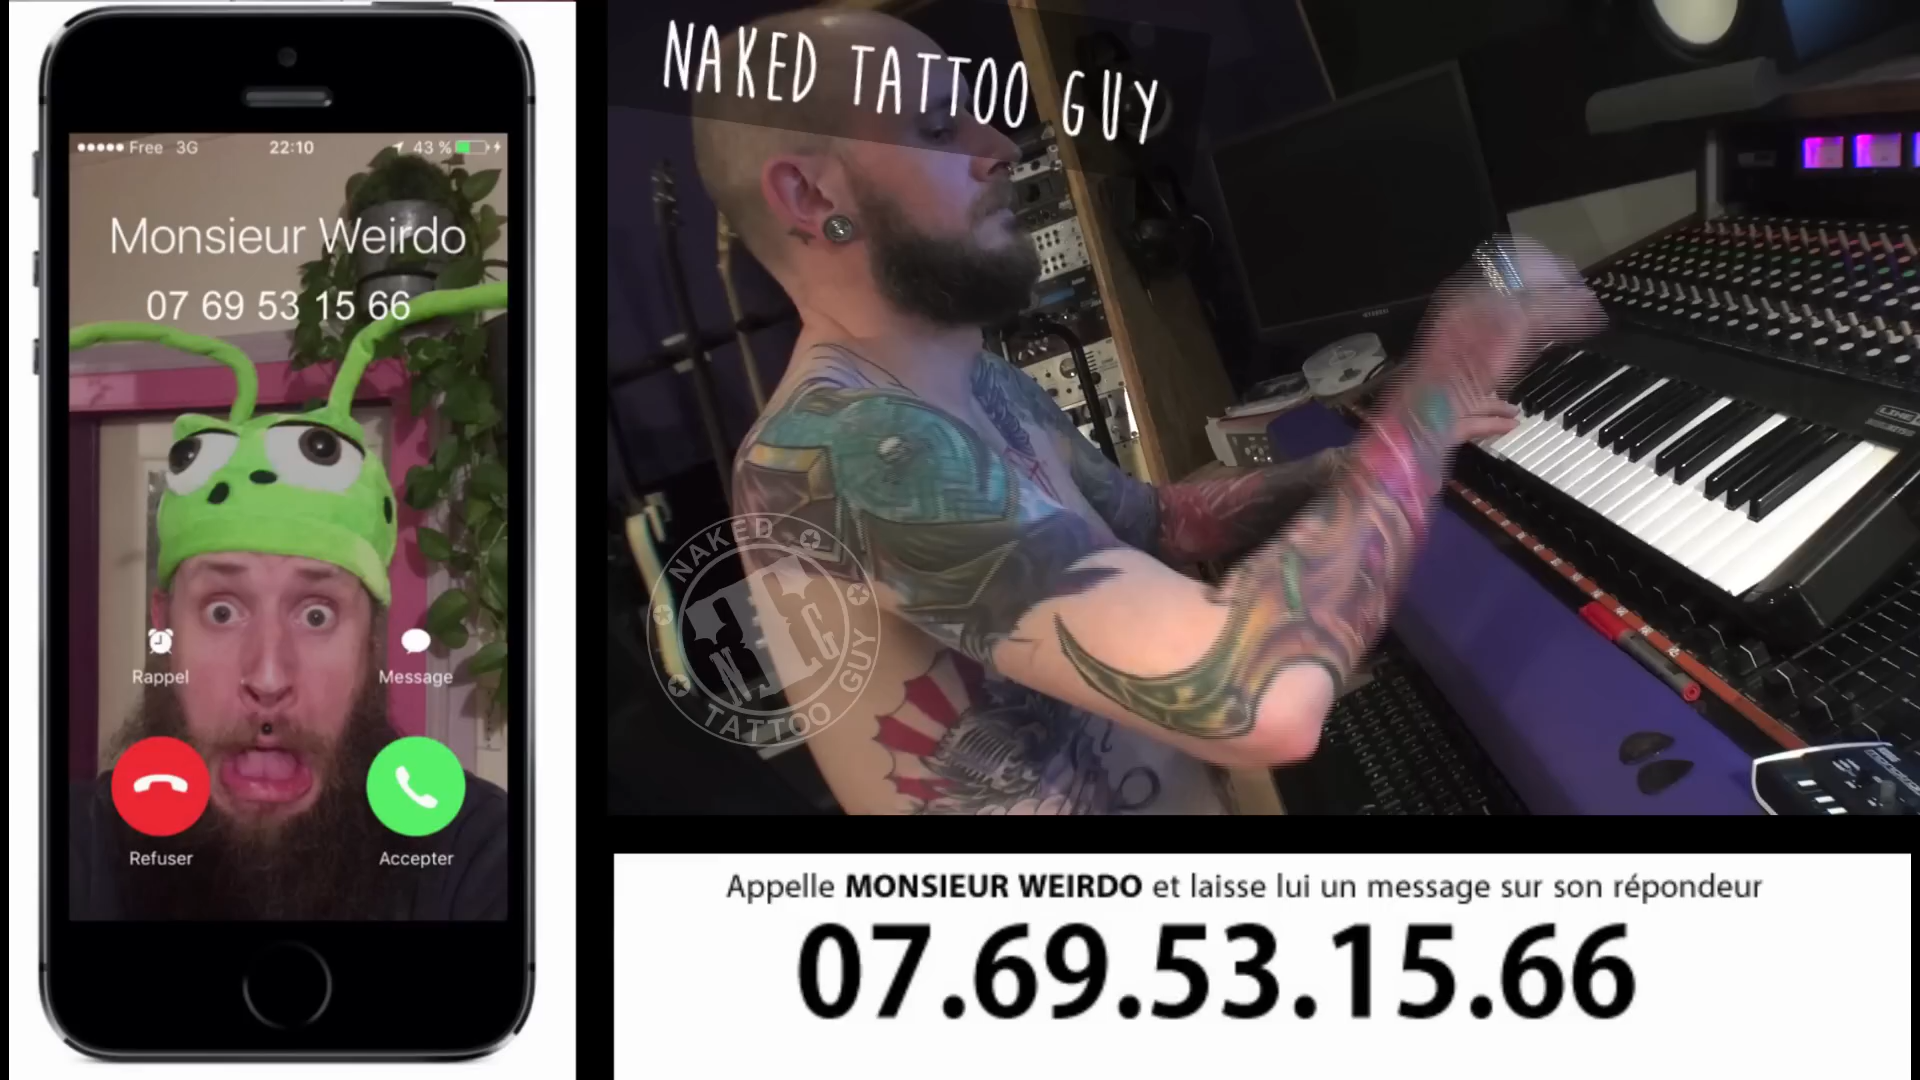 Free 3G 22:10 43 %
Monsieur Weirdo
07 69 53 15 66
Rappel Message
Refuser Accepter
NAKED TATTOO GUY
NAKED
TATTOO
GUY
NTG
LINE 6
Appelle MONSIEUR WEIRDO et laisse lui un message sur son répondeur
07.69.53.15.66